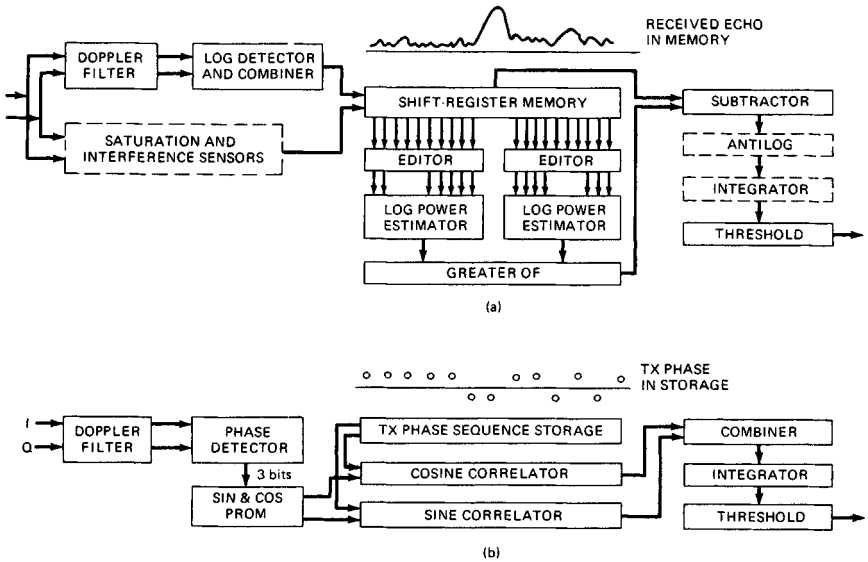 RECEIVED ECHO
IN MEMORY
DOPPLER
FILTER
LOG DETECTOR
AND COMBINER
SATURATION AND
INTERFERENCE SENSORS
SHIFT-REGISTER MEMORY
EDITOR
EDITOR
LOG POWER
ESTIMATOR
LOG POWER
ESTIMATOR
GREATER OF
SUBTRACTOR
ANTILOG
INTEGRATOR
THRESHOLD
(a)
TX PHASE
IN STORAGE
I
Q
DOPPLER
FILTER
PHASE
DETECTOR
3 bits
SIN & COS
PROM
TX PHASE SEQUENCE STORAGE
COSINE CORRELATOR
SINE CORRELATOR
COMBINER
INTEGRATOR
THRESHOLD
(b)